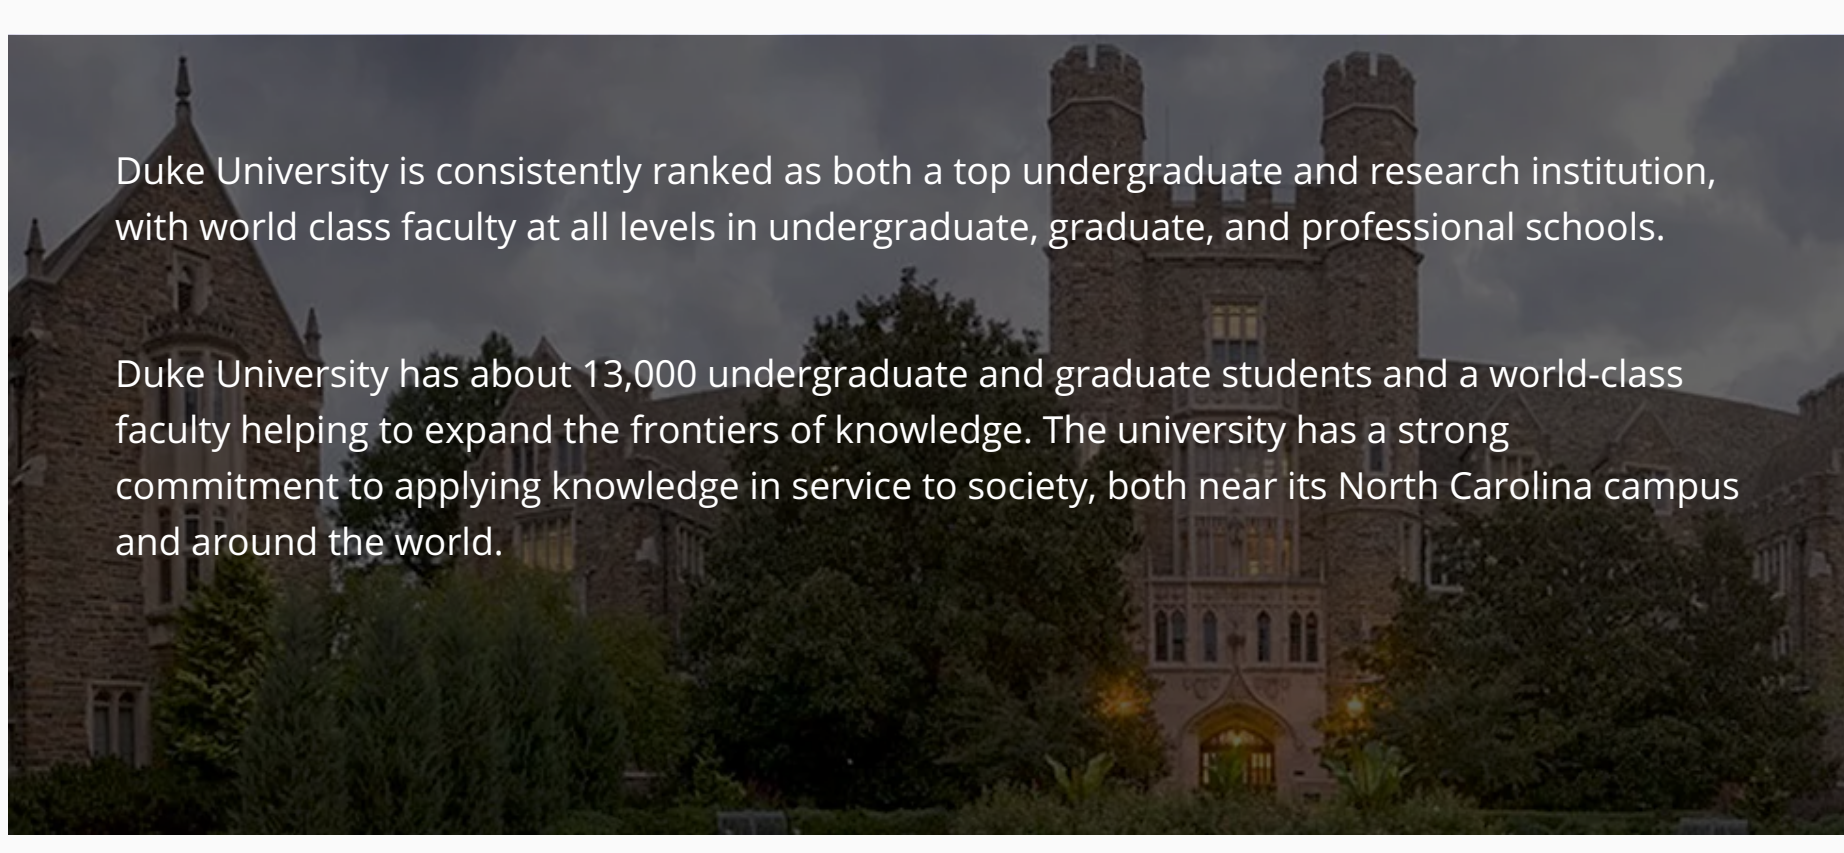 Duke University is consistently ranked as both a top undergraduate and research institution,
with world class faculty at all levels in undergraduate, graduate, and professional schools.
Duke University has about 13,000 undergraduate and graduate students and a world-class
faculty helping to expand the frontiers of knowledge. The university has a strong
commitment to applying knowledge in service to society, both near its North Carolina campus
and around the world.